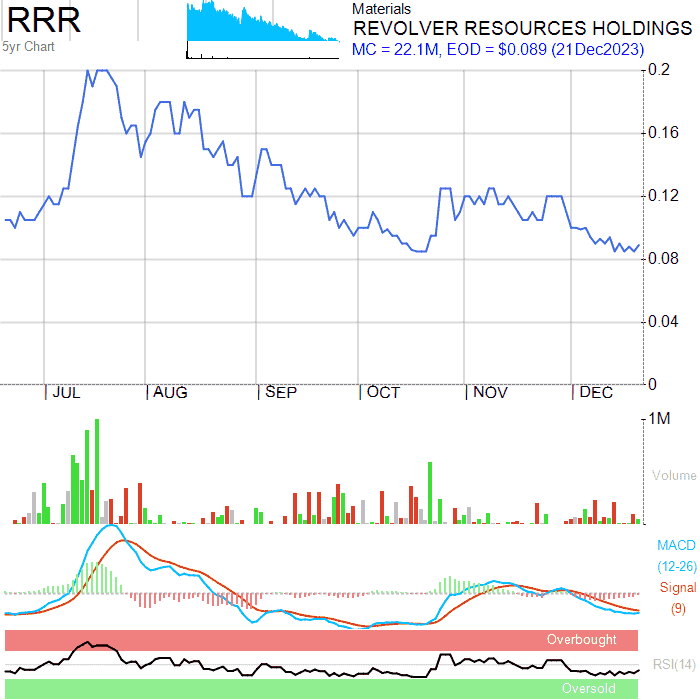 RRR
5yr Chart
Materials
REVOLVER RESOURCES HOLDINGS
MC = 22.1M, EOD = $0.089 (21Dec2023)
0.2
0.16
0.12
0.08
0.04
0
JUL AUG SEP OCT NOV DEC
1M
Volume
MACD
(12-26)
Signal
(9)
Overbought
RSI(14)
Oversold